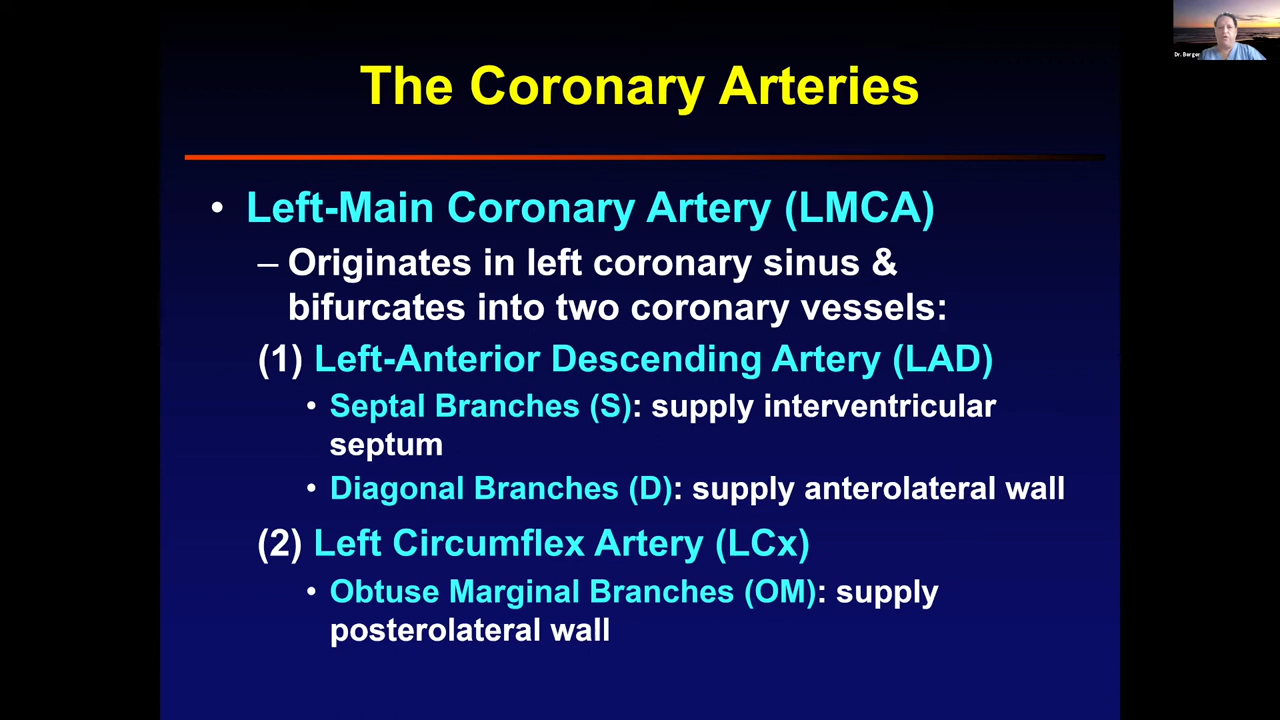 The Coronary Arteries
Dr. Berger
• Left-Main Coronary Artery (LMCA)
– Originates in left coronary sinus &
bifurcates into two coronary vessels:
(1) Left-Anterior Descending Artery (LAD)
• Septal Branches (S): supply interventricular
septum
• Diagonal Branches (D): supply anterolateral wall
(2) Left Circumflex Artery (LCx)
• Obtuse Marginal Branches (OM): supply
posterolateral wall